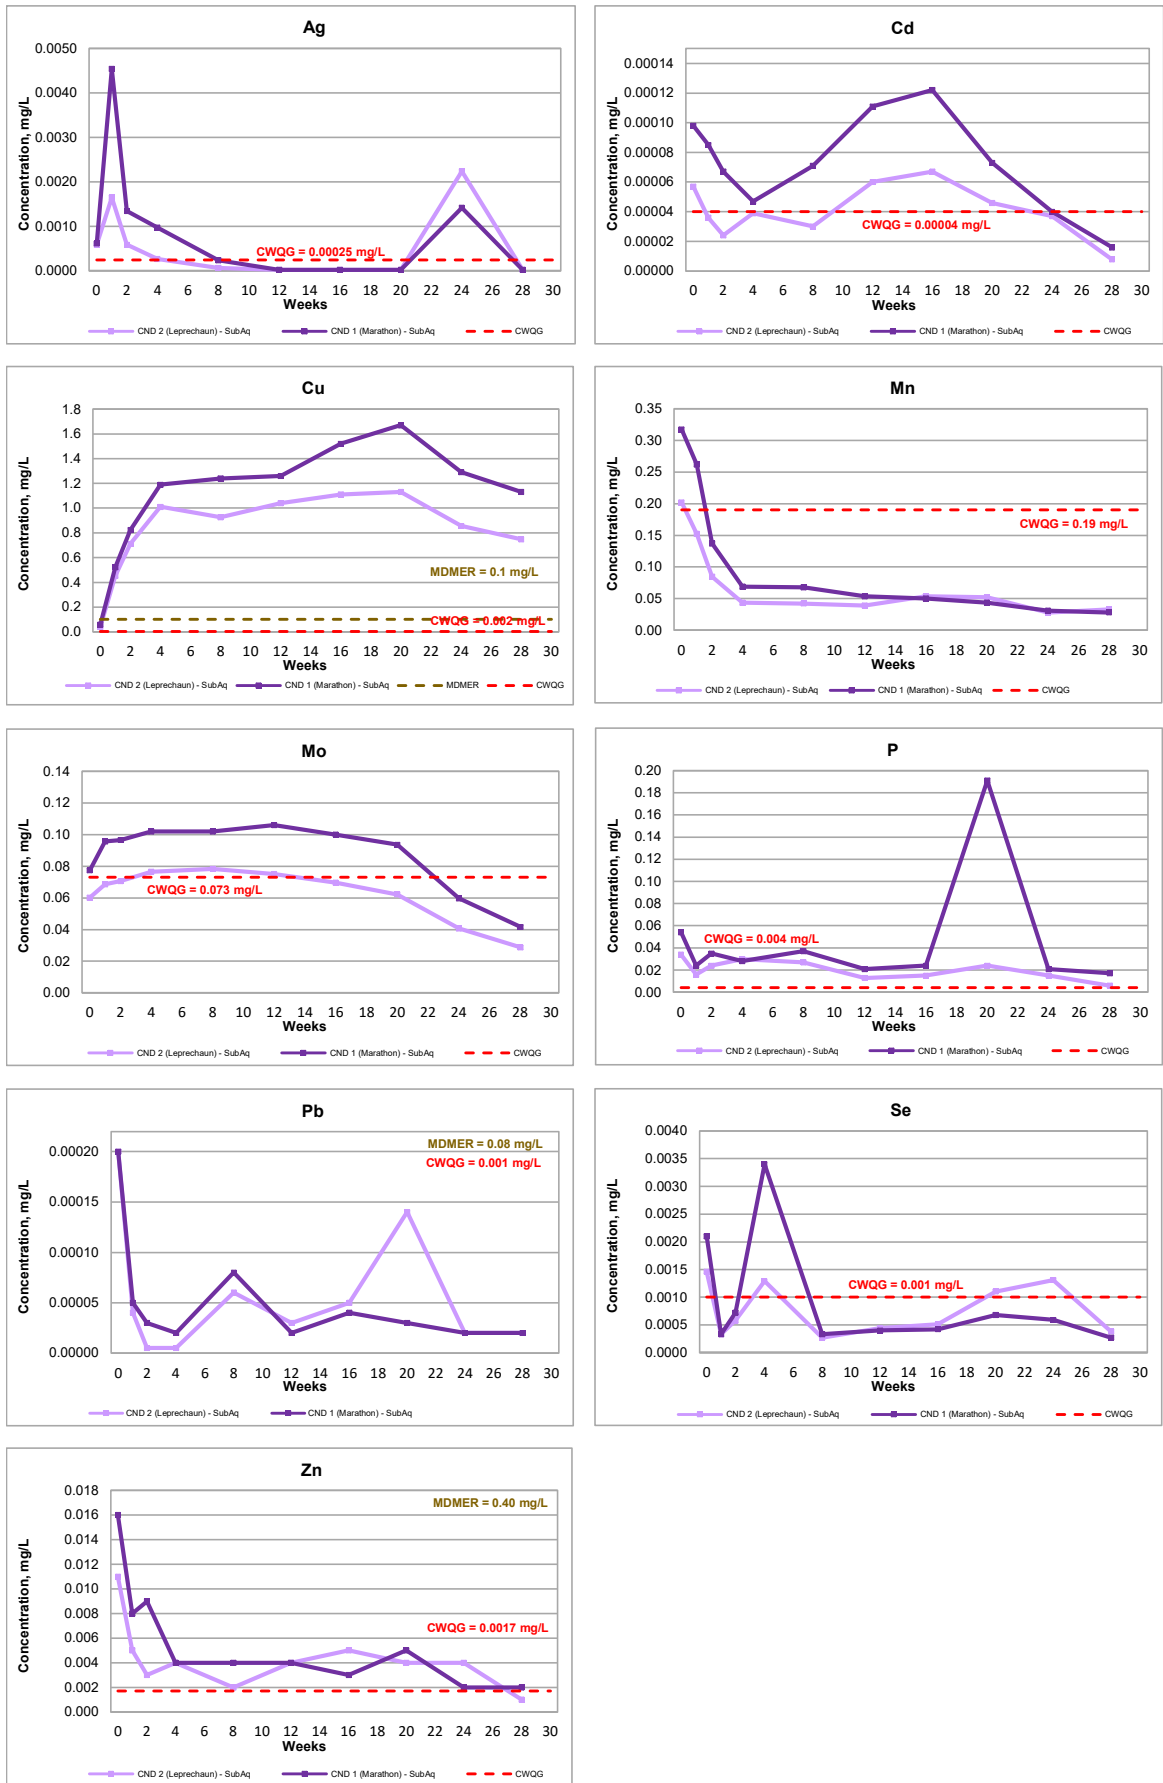 Ag
Concentration, mg/L
0.0050
0.0040
0.0030
0.0020
0.0010
0.0000
CWQG = 0.00025 mg/L
0 2 4 6 8 10 12 14 16 18 20 22 24 26 28 30
Weeks
CND 2 (Leprechaun) - SubAq CND 1 (Marathon) - SubAq CWQG
Cd
Concentration, mg/L
0.00014
0.00012
0.00010
0.00008
0.00006
0.00004
0.00002
0.00000
CWQG = 0.00004 mg/L
0 2 4 6 8 10 12 14 16 18 20 22 24 26 28 30
Weeks
CND 2 (Leprechaun) - SubAq CND 1 (Marathon) - SubAq CWQG
Cu
Concentration, mg/L
1.8
1.6
1.4
1.2
1.0
0.8
0.6
0.4
0.2
0.0
MDMER = 0.1 mg/L
CWQG = 0.002 mg/L
0 2 4 6 8 10 12 14 16 18 20 22 24 26 28 30
Weeks
CND 2 (Leprechaun) - SubAq CND 1 (Marathon) - SubAq MDMER CWQG
Mn
Concentration, mg/L
0.35
0.30
0.25
0.20
0.15
0.10
0.05
0.00
CWQG = 0.19 mg/L
0 2 4 6 8 10 12 14 16 18 20 22 24 26 28 30
Weeks
CND 2 (Leprechaun) - SubAq CND 1 (Marathon) - SubAq CWQG
Mo
Concentration, mg/L
0.14
0.12
0.10
0.08
0.06
0.04
0.02
0.00
CWQG = 0.073 mg/L
0 2 4 6 8 10 12 14 16 18 20 22 24 26 28 30
Weeks
CND 2 (Leprechaun) - SubAq CND 1 (Marathon) - SubAq CWQG
P
Concentration, mg/L
0.20
0.18
0.16
0.14
0.12
0.10
0.08
0.06
0.04
0.02
0.00
CWQG = 0.004 mg/L
0 2 4 6 8 10 12 14 16 18 20 22 24 26 28 30
Weeks
CND 2 (Leprechaun) - SubAq CND 1 (Marathon) - SubAq CWQG
Pb
Concentration, mg/L
0.00020
0.00015
0.00010
0.00005
0.00000
MDMER = 0.08 mg/L
CWQG = 0.001 mg/L
0 2 4 6 8 10 12 14 16 18 20 22 24 26 28 30
Weeks
CND 2 (Leprechaun) - SubAq CND 1 (Marathon) - SubAq
Se
Concentration, mg/L
0.0040
0.0035
0.0030
0.0025
0.0020
0.0015
0.0010
0.0005
0.0000
CWQG = 0.001 mg/L
0 2 4 6 8 10 12 14 16 18 20 22 24 26 28 30
Weeks
CND 2 (Leprechaun) - SubAq CND 1 (Marathon) - SubAq CWQG
Zn
Concentration, mg/L
0.018
0.016
0.014
0.012
0.010
0.008
0.006
0.004
0.002
0.000
MDMER = 0.40 mg/L
CWQG = 0.0017 mg/L
0 2 4 6 8 10 12 14 16 18 20 22 24 26 28 30
Weeks
CND 2 (Leprechaun) - SubAq CND 1 (Marathon) - SubAq CWQG